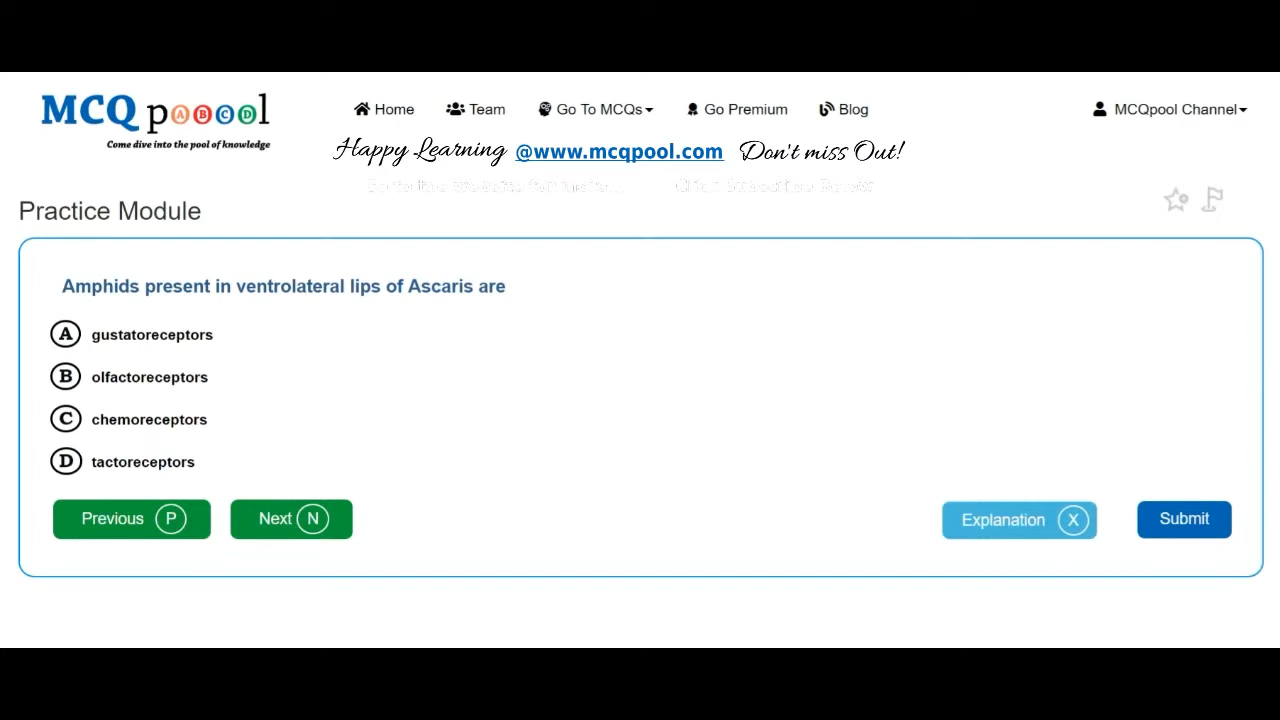 MCQ pooool
Come dive into the pool of knowledge
Home Team Go To MCQs Go Premium Blog MCQpool Channel
Happy Learning @www.mcqpool.com Don't miss Out!
Practice Module
Amphids present in ventrolateral lips of Ascaris are
A gustatoreceptors
B olfactoreceptors
C chemoreceptors
D tactoreceptors
Previous P Next N Explanation X Submit